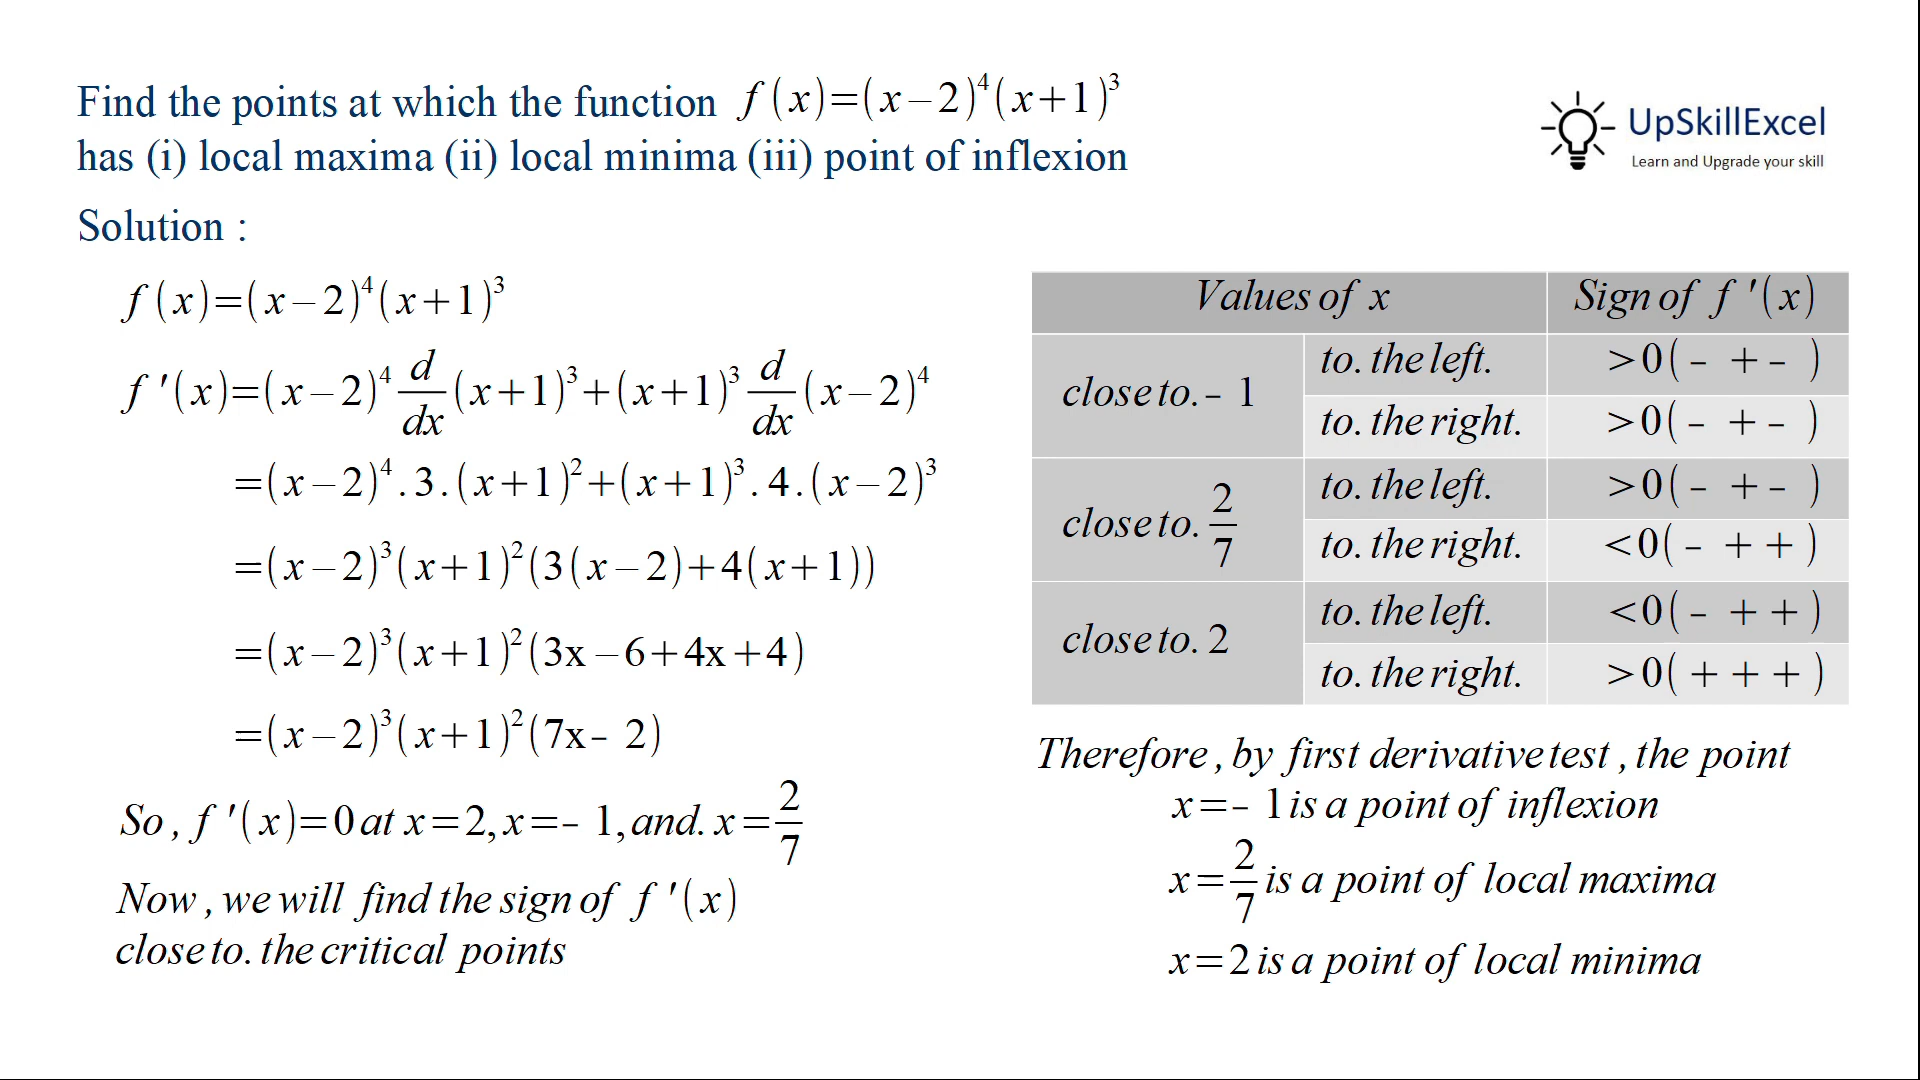 Find the points at which the function f(x)=(x−2)⁴(x+1)³
has (i) local maxima (ii) local minima (iii) point of inflexion
UpSkillExcel
Learn and Upgrade your skill
Solution :
f(x)=(x−2)⁴(x+1)³
f'(x)=(x−2)⁴ d/dx (x+1)³+(x+1)³ d/dx (x−2)⁴
=(x−2)⁴.3.(x+1)²+(x+1)³.4.(x−2)³
=(x−2)³(x+1)²(3(x−2)+4(x+1))
=(x−2)³(x+1)²(3x−6+4x+4)
=(x−2)³(x+1)²(7x– 2)
So, f'(x)=0 at x=2, x=– 1, and. x=2/7
Now, we will find the sign of f'(x)
close to. the critical points
Values of x Sign of f'(x)
close to. – 1 to. the left. >0(– +– )
to. the right. >0(– +– )
close to. 2/7 to. the left. >0(– +– )
to. the right. <0(– ++)
close to. 2 to. the left. <0(– ++)
to. the right. >0(+++)
Therefore, by first derivative test, the point
x=– 1 is a point of inflexion
x=2/7 is a point of local maxima
x=2 is a point of local minima